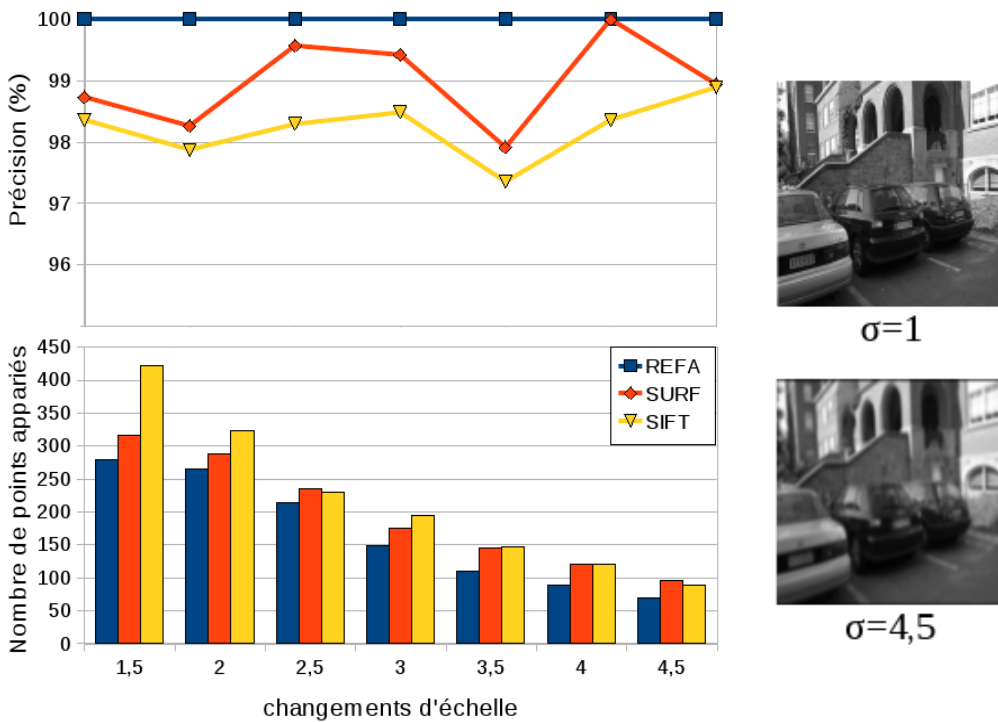 100
99
98
97
96
Précision (%)
σ=1
450
400
350
300
250
200
150
100
50
0
Nombre de points appariés
REFA
SURF
SIFT
1,5 2 2,5 3 3,5 4 4,5
changements d'échelle
σ=4,5